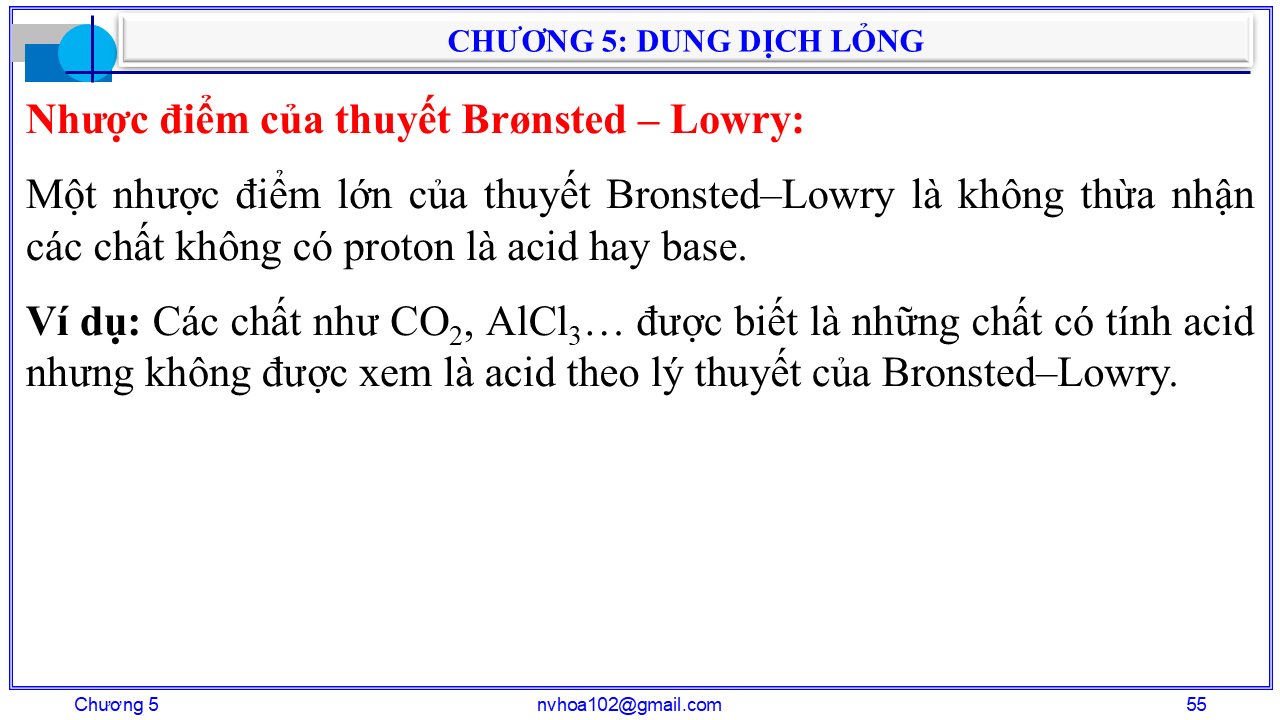 CHƯƠNG 5: DUNG DỊCH LỎNG
Nhược điểm của thuyết Brønsted – Lowry:
Một nhược điểm lớn của thuyết Bronsted–Lowry là không thừa nhận
các chất không có proton là acid hay base.
Ví dụ: Các chất như CO₂, AlCl₃… được biết là những chất có tính acid
nhưng không được xem là acid theo lý thuyết của Bronsted–Lowry.
Chương 5
nvhoa102@gmail.com
55